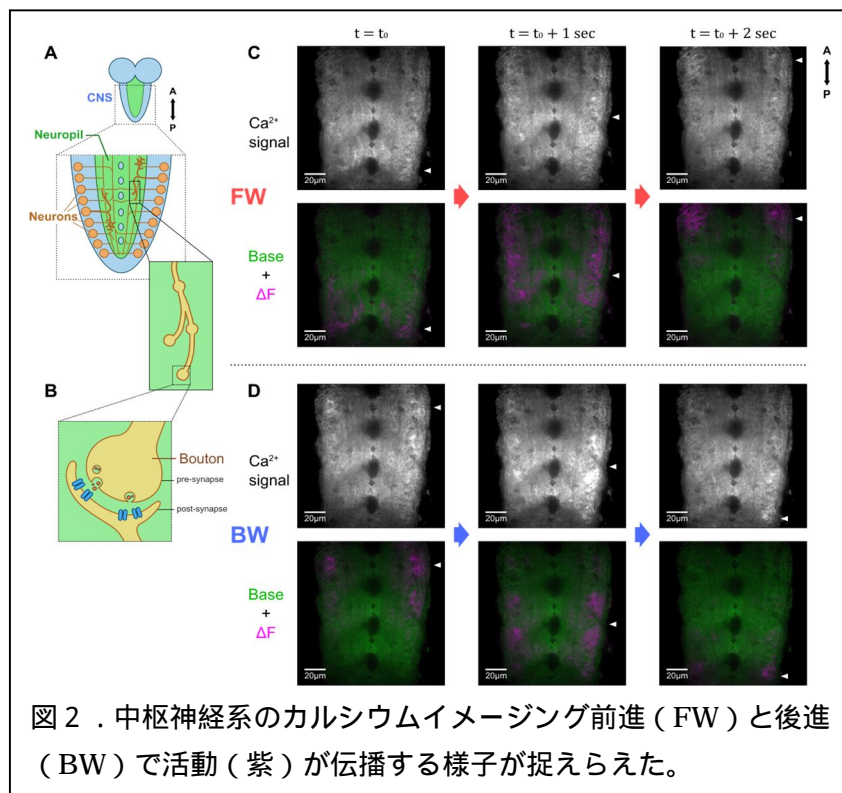 A
CNS
A
P
Neuropil
Neurons
B
Bouton
pre-synapse
post-synapse
C
t = t₀
t = t₀ + 1 sec
t = t₀ + 2 sec
A
P
Ca²⁺
signal
20μm
20μm
20μm
FW
Base
+
ΔF
20μm
20μm
20μm
D
Ca²⁺
signal
20μm
20μm
20μm
BW
Base
+
ΔF
20μm
20μm
20μm
図2．中枢神経系のカルシウムイメージング前進（FW）と後進
（BW）で活動（紫）が伝播する様子が捉えらえた。